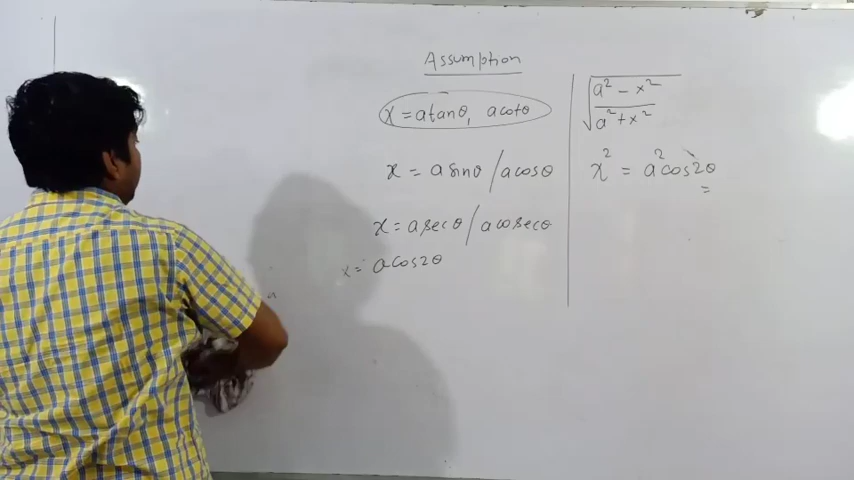 Assumption
x = a tanθ, a cotθ
x = a sinθ / a cosθ
x = a secθ / a cosecθ
x = a cos2θ
√(a² - x² / a² + x²)
x² = a² cos2θ
=